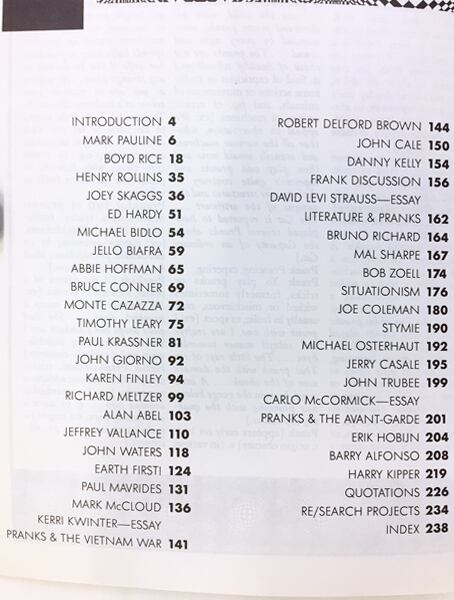 INTRODUCTION 4
MARK PAULINE 6
BOYD RICE 18
HENRY ROLLINS 35
JOEY SKAGGS 36
ED HARDY 51
MICHAEL BIDLO 54
JELLO BIAFRA 59
ABBIE HOFFMAN 65
BRUCE CONNER 69
MONTE CAZAZZA 72
TIMOTHY LEARY 75
PAUL KRASSNER 81
JOHN GIORNO 92
KAREN FINLEY 94
RICHARD MELTZER 99
ALAN ABEL 103
JEFFREY VALLANCE 110
JOHN WATERS 118
EARTH FIRST! 124
PAUL MAVRIDES 131
MARK McCLOUD 136
KERRI KWINTER—ESSAY
PRANKS & THE VIETNAM WAR 141
ROBERT DELFORD BROWN 144
JOHN CALE 150
DANNY KELLY 154
FRANK DISCUSSION 156
DAVID LEVI STRAUSS—ESSAY
LITERATURE & PRANKS 162
BRUNO RICHARD 164
MAL SHARPE 167
BOB ZOELL 174
SITUATIONISM 176
JOE COLEMAN 180
STYMIE 190
MICHAEL OSTERHAUT 192
JERRY CASALE 195
JOHN TRUBEE 199
CARLO McCORMICK—ESSAY
PRANKS & THE AVANT-GARDE 201
ERIK HOBIJN 204
BARRY ALFONSO 208
HARRY KIPPER 219
QUOTATIONS 226
RE/SEARCH PROJECTS 234
INDEX 238